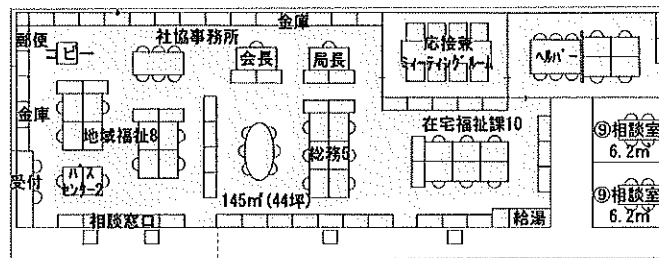 金庫
郵便
ピ
社協事務所
会長
局長
応接兼
ミィーティングルーム
ヘルパー
金庫
地域福祉8
総務5
在宅福祉課10
⑨相談室
6.2㎡
受付
バス
センター2
145㎡(44坪)
相談窓口
給湯
⑨相談室
6.2㎡